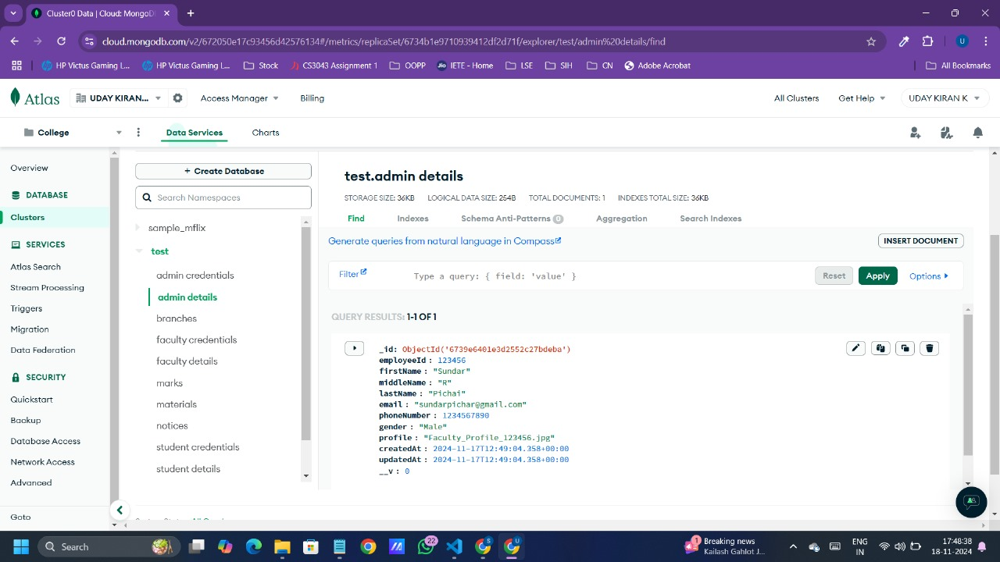 Cluster0 Data | Cloud: MongoD
cloud.mongodb.com/v2/672050e17c93456d42576134#/metrics/replicaSet/6734b1e9710939412df2d71f/explorer/test/admin%20details/find
U
HP Victus Gaming L... HP Victus Gaming L... Stock CS3043 Assignment 1 OOPP Jio IETE - Home LSE SIH CN Adobe Acrobat All Bookmarks
Atlas UDAY KIRAN... Access Manager Billing All Clusters Get Help UDAY KIRAN K
College Data Services Charts
Overview
DATABASE
Clusters
SERVICES
Atlas Search
Stream Processing
Triggers
Migration
Data Federation
SECURITY
Quickstart
Backup
Database Access
Network Access
Advanced
Goto
+ Create Database
Search Namespaces
sample_mflix
test
admin credentials
admin details
branches
faculty credentials
faculty details
marks
materials
notices
student credentials
student details
test.admin details
STORAGE SIZE: 36KB LOGICAL DATA SIZE: 254B TOTAL DOCUMENTS: 1 INDEXES TOTAL SIZE: 36KB
Find Indexes Schema Anti-Patterns 0 Aggregation Search Indexes
Generate queries from natural language in Compass
INSERT DOCUMENT
Filter Type a query: { field: 'value' } Reset Apply Options
QUERY RESULTS: 1-1 OF 1
_id: ObjectId('6739e6401e3d2552c27bdeba')
employeeId : 123456
firstName : "Sundar"
middleName : "R"
lastName : "Pichai"
email : "sundarpichar@gmail.com"
phoneNumber : 1234567890
gender : "Male"
profile : "Faculty_Profile_123456.jpg"
createdAt : 2024-11-17T12:49:04.358+00:00
updatedAt : 2024-11-17T12:49:04.358+00:00
__v : 0
Search 22 S U 1 Breaking news ENG 17:48:38
Kailash Gahlot J... IN 18-11-2024